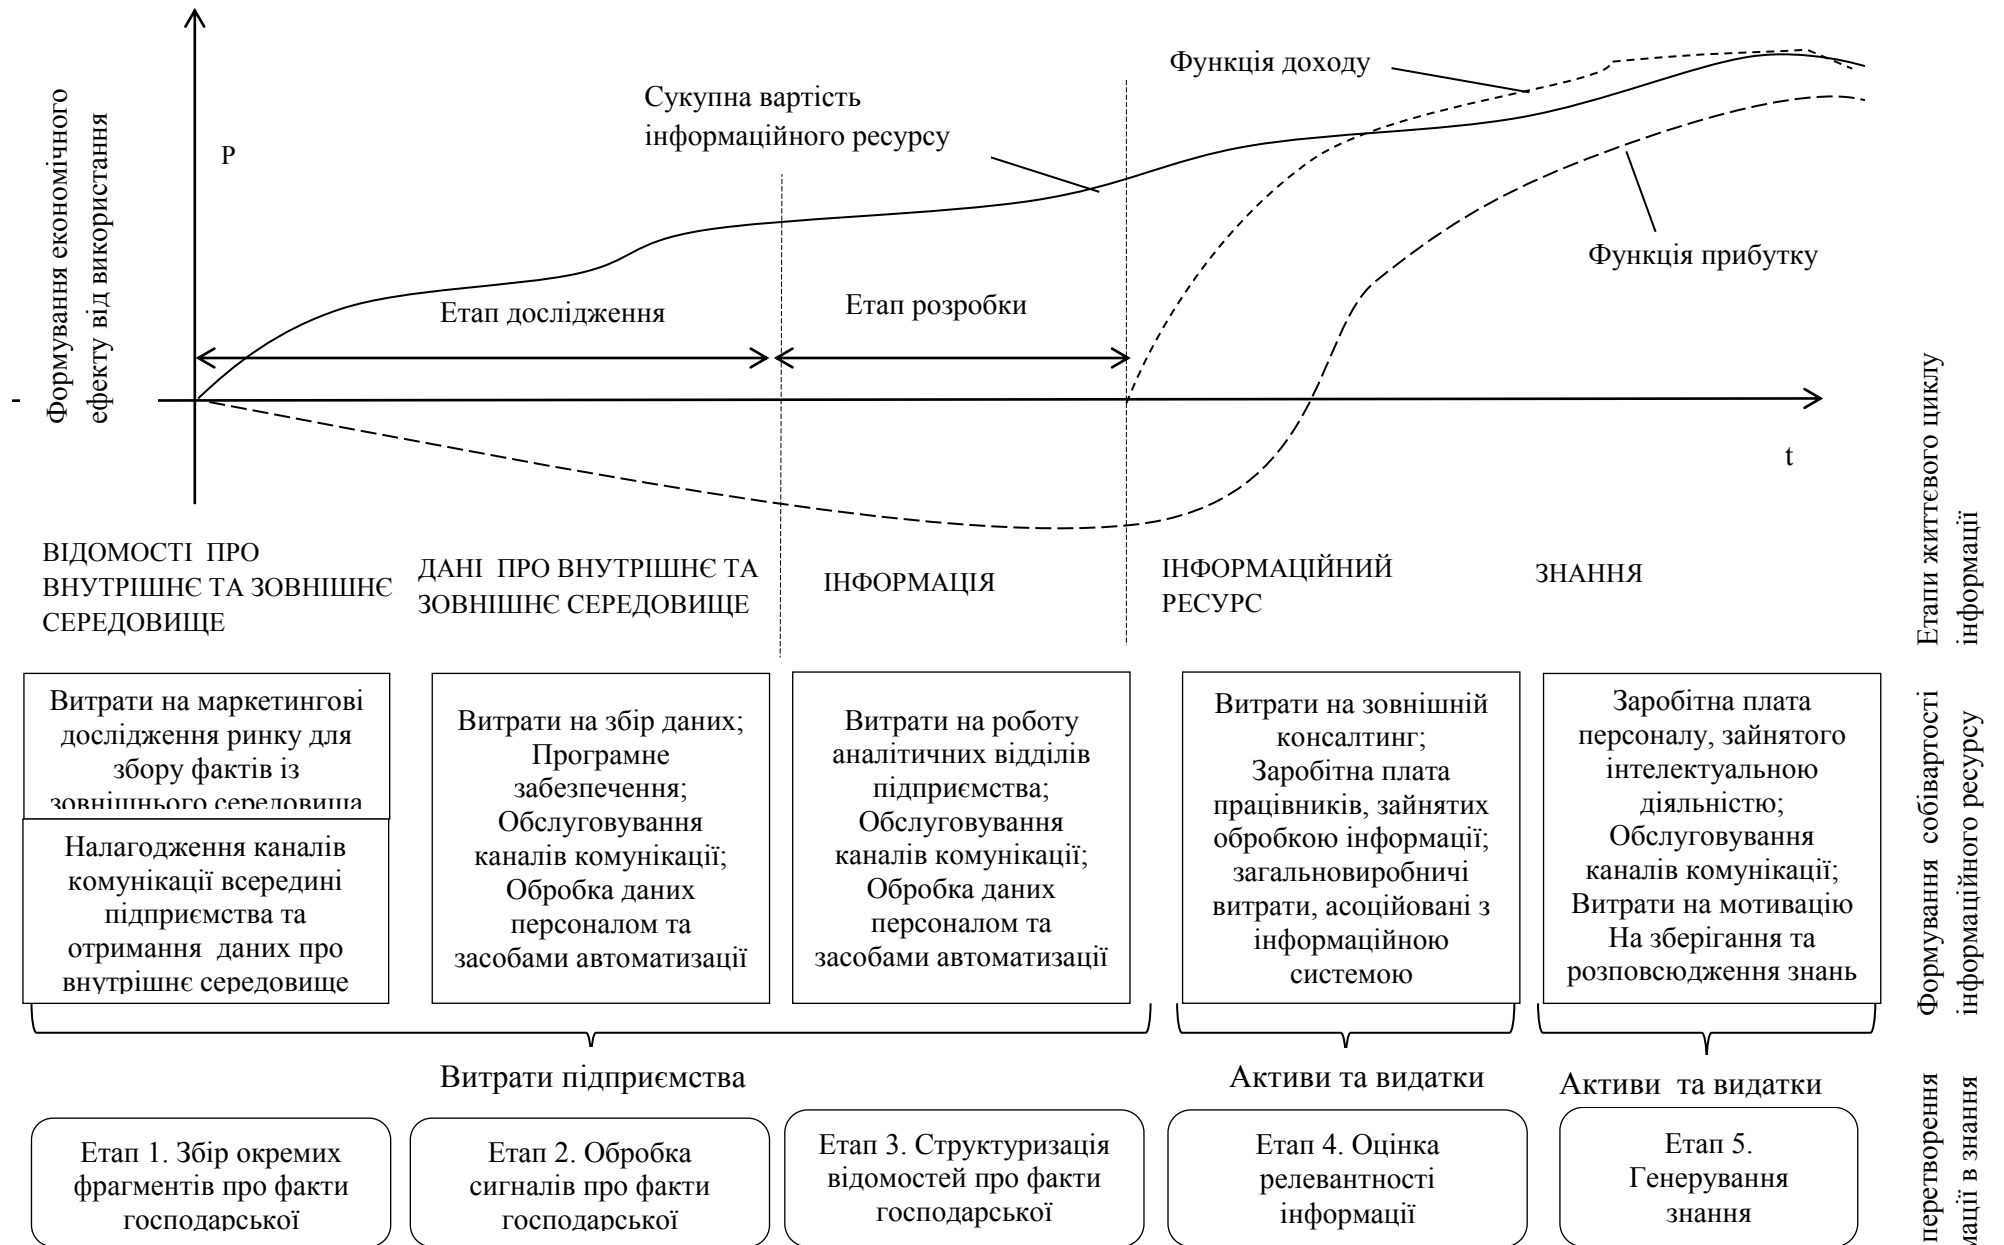 Формування економічного
ефекту від використання
P
Сукупна вартість
інформаційного ресурсу
Функція доходу
Функція прибутку
Етап дослідження
Етап розробки
t
Етапи життєвого циклу
інформації
ВІДОМОСТІ ПРО
ВНУТРІШНЄ ТА ЗОВНІШНЄ
СЕРЕДОВИЩЕ
ДАНІ ПРО ВНУТРІШНЄ ТА
ЗОВНІШНЄ СЕРЕДОВИЩЕ
ІНФОРМАЦІЯ
ІНФОРМАЦІЙНИЙ
РЕСУРС
ЗНАННЯ
Витрати на маркетингові
дослідження ринку для
збору фактів із
зовнішнього середовища
Налагодження каналів
комунікації всередині
підприємства та
отримання даних про
внутрішнє середовище
Витрати на збір даних;
Програмне
забезпечення;
Обслуговування
каналів комунікації;
Обробка даних
персоналом та
засобами автоматизації
Витрати на роботу
аналітичних відділів
підприємства;
Обслуговування
каналів комунікації;
Обробка даних
персоналом та
засобами автоматизації
Витрати на зовнішній
консалтинг;
Заробітна плата
працівників, зайнятих
обробкою інформації;
загальновиробничі
витрати, асоційовані з
інформаційною
системою
Заробітна плата
персоналу, зайнятого
інтелектуальною
діяльністю;
Обслуговування
каналів комунікації;
Витрати на мотивацію
На зберігання та
розповсюдження знань
Формування собівартості
інформаційного ресурсу
Витрати підприємства
Активи та видатки
Активи та видатки
Етап 1. Збір окремих
фрагментів про факти
господарської
Етап 2. Обробка
сигналів про факти
господарської
Етап 3. Структуризація
відомостей про факти
господарської
Етап 4. Оцінка
релевантності
інформації
Етап 5.
Генерування
знання
перетворення
мації в знання